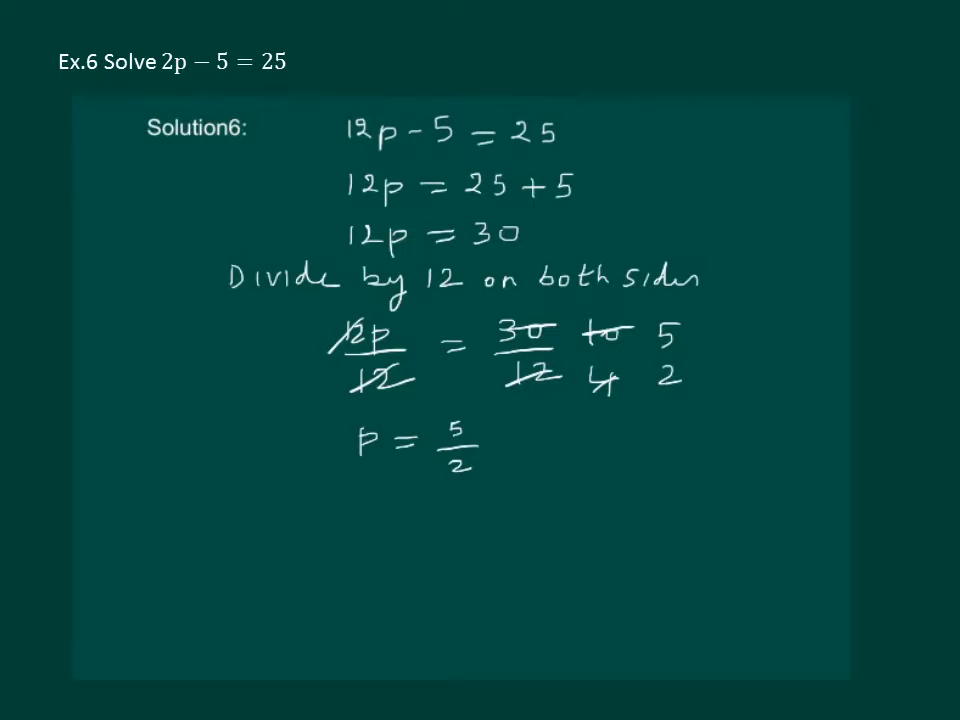 Ex.6 Solve 2p − 5 = 25
Solution6: 12p - 5 = 25
12p = 25 + 5
12p = 30
Divide by 12 on both sides
12p/12 = 30/12 10/4 5/2
p = 5/2